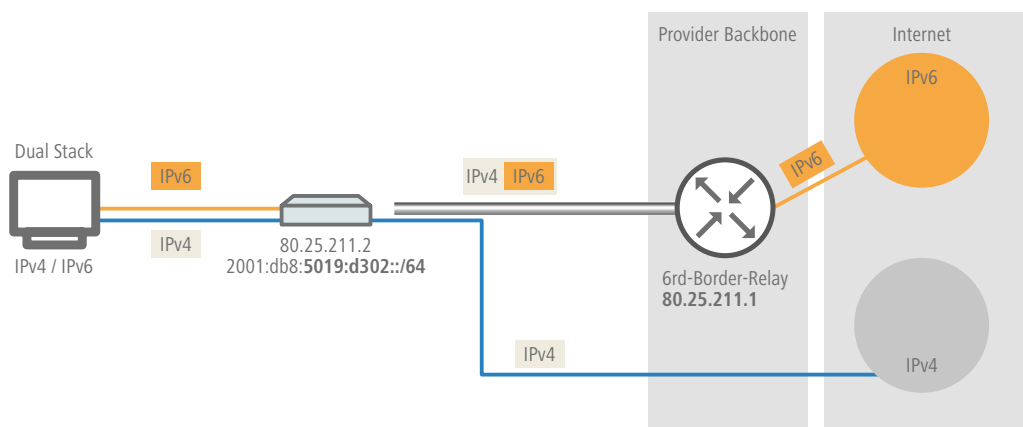 Provider Backbone
Internet
IPv6
Dual Stack
IPv6
IPv4 IPv6
IPv6
IPv4
80.25.211.2
2001:db8:5019:d302::/64
IPv4 / IPv6
6rd-Border-Relay
80.25.211.1
IPv4
IPv4